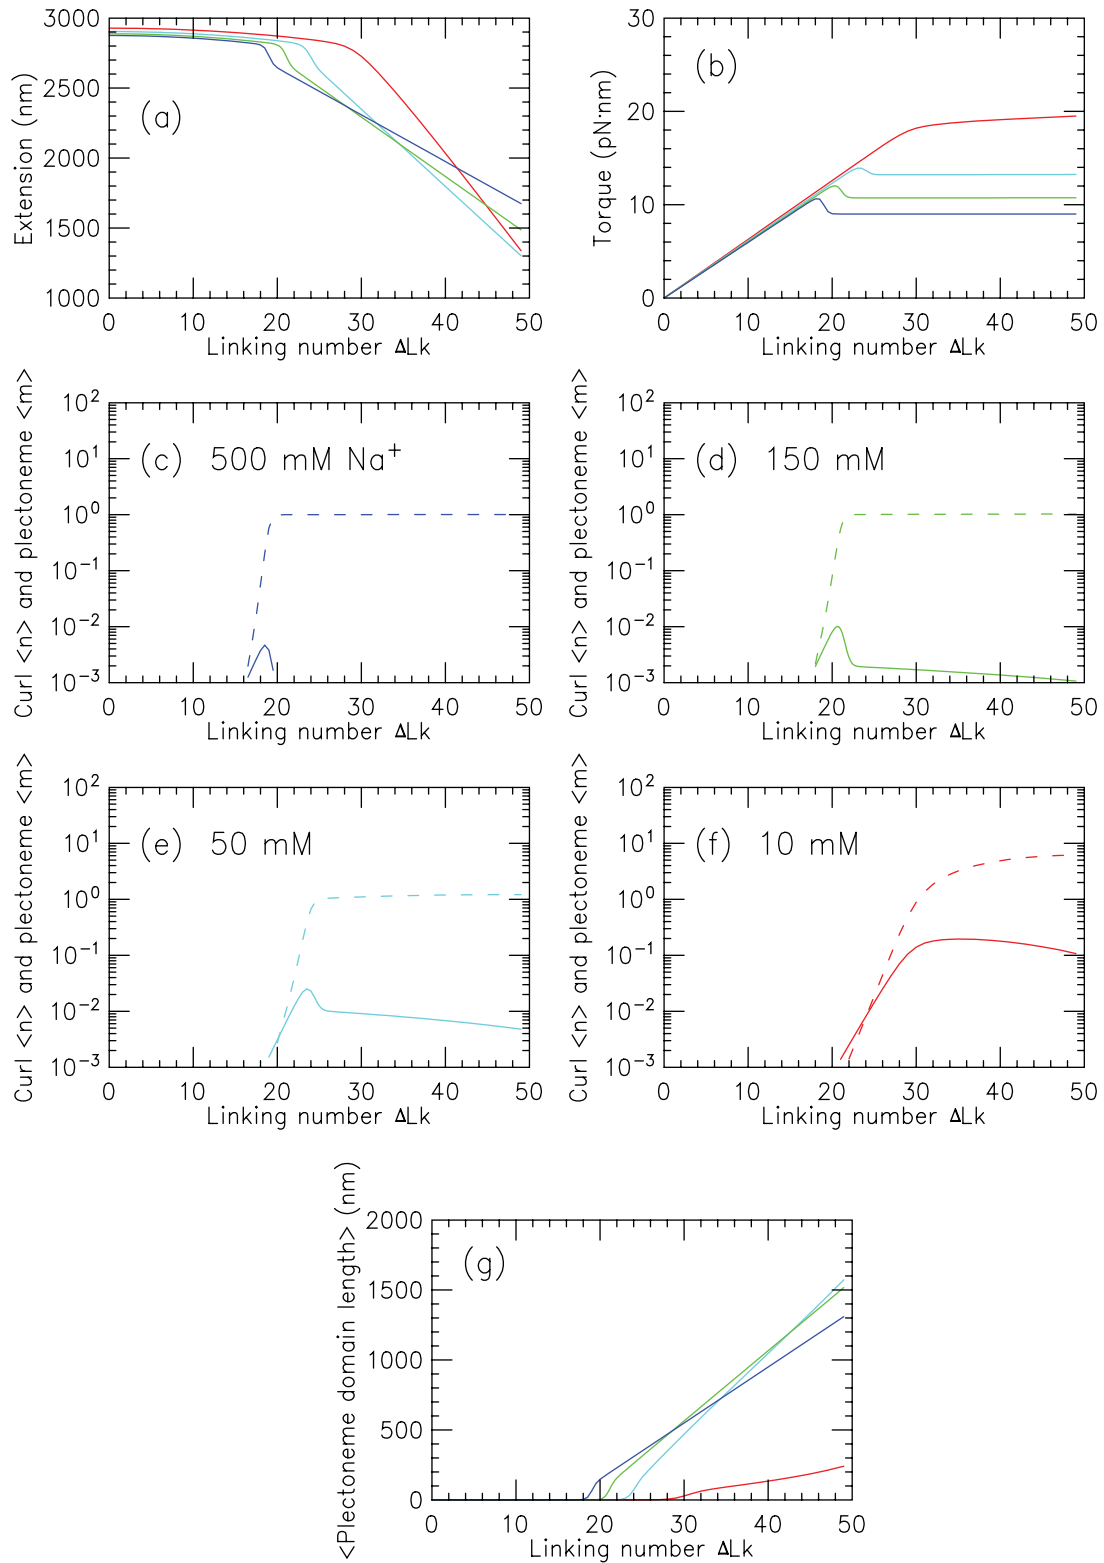 3000
2500
2000
1500
1000
Extension (nm)
(a)
0 10 20 30 40 50
Linking number ΔLk
30
20
10
0
Torque (pN·nm)
(b)
0 10 20 30 40 50
Linking number ΔLk
10² 
10¹
10⁰
10⁻¹
10⁻²
10⁻³
Curl <n> and plectoneme <m>
(c) 500 mM Na⁺
0 10 20 30 40 50
Linking number ΔLk
10²
10¹
10⁰
10⁻¹
10⁻²
10⁻³
Curl <n> and plectoneme <m>
(d) 150 mM
0 10 20 30 40 50
Linking number ΔLk
10²
10¹
10⁰
10⁻¹
10⁻²
10⁻³
Curl <n> and plectoneme <m>
(e) 50 mM
0 10 20 30 40 50
Linking number ΔLk
10²
10¹
10⁰
10⁻¹
10⁻²
10⁻³
Curl <n> and plectoneme <m>
(f) 10 mM
0 10 20 30 40 50
Linking number ΔLk
2000
1500
1000
500
0
<Plectoneme domain length> (nm)
(g)
0 10 20 30 40 50
Linking number ΔLk